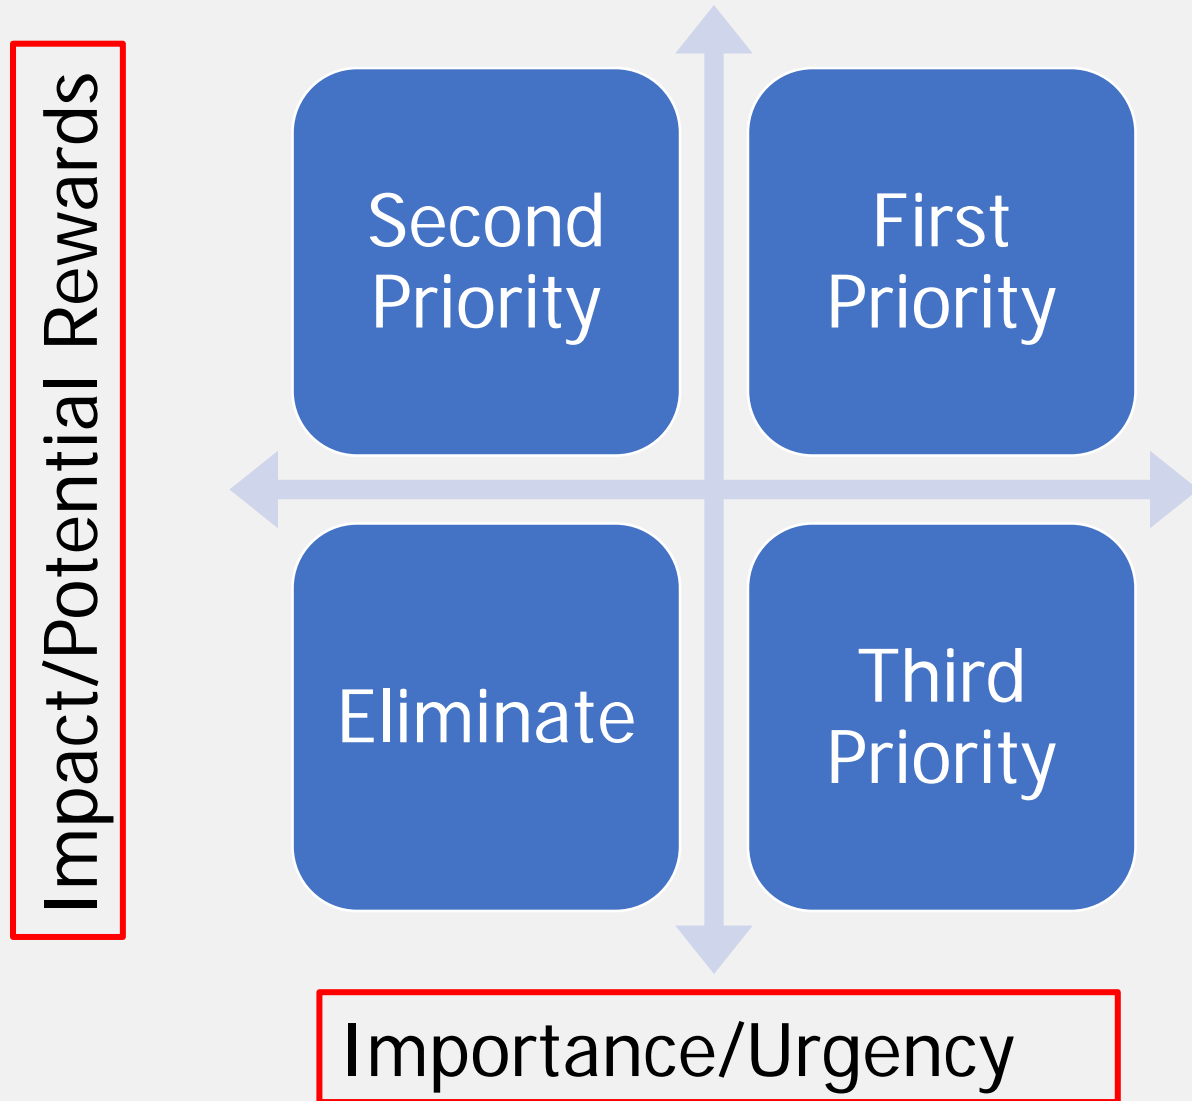 Impact/Potential Rewards
Second
Priority
First
Priority
Eliminate
Third
Priority
Importance/Urgency